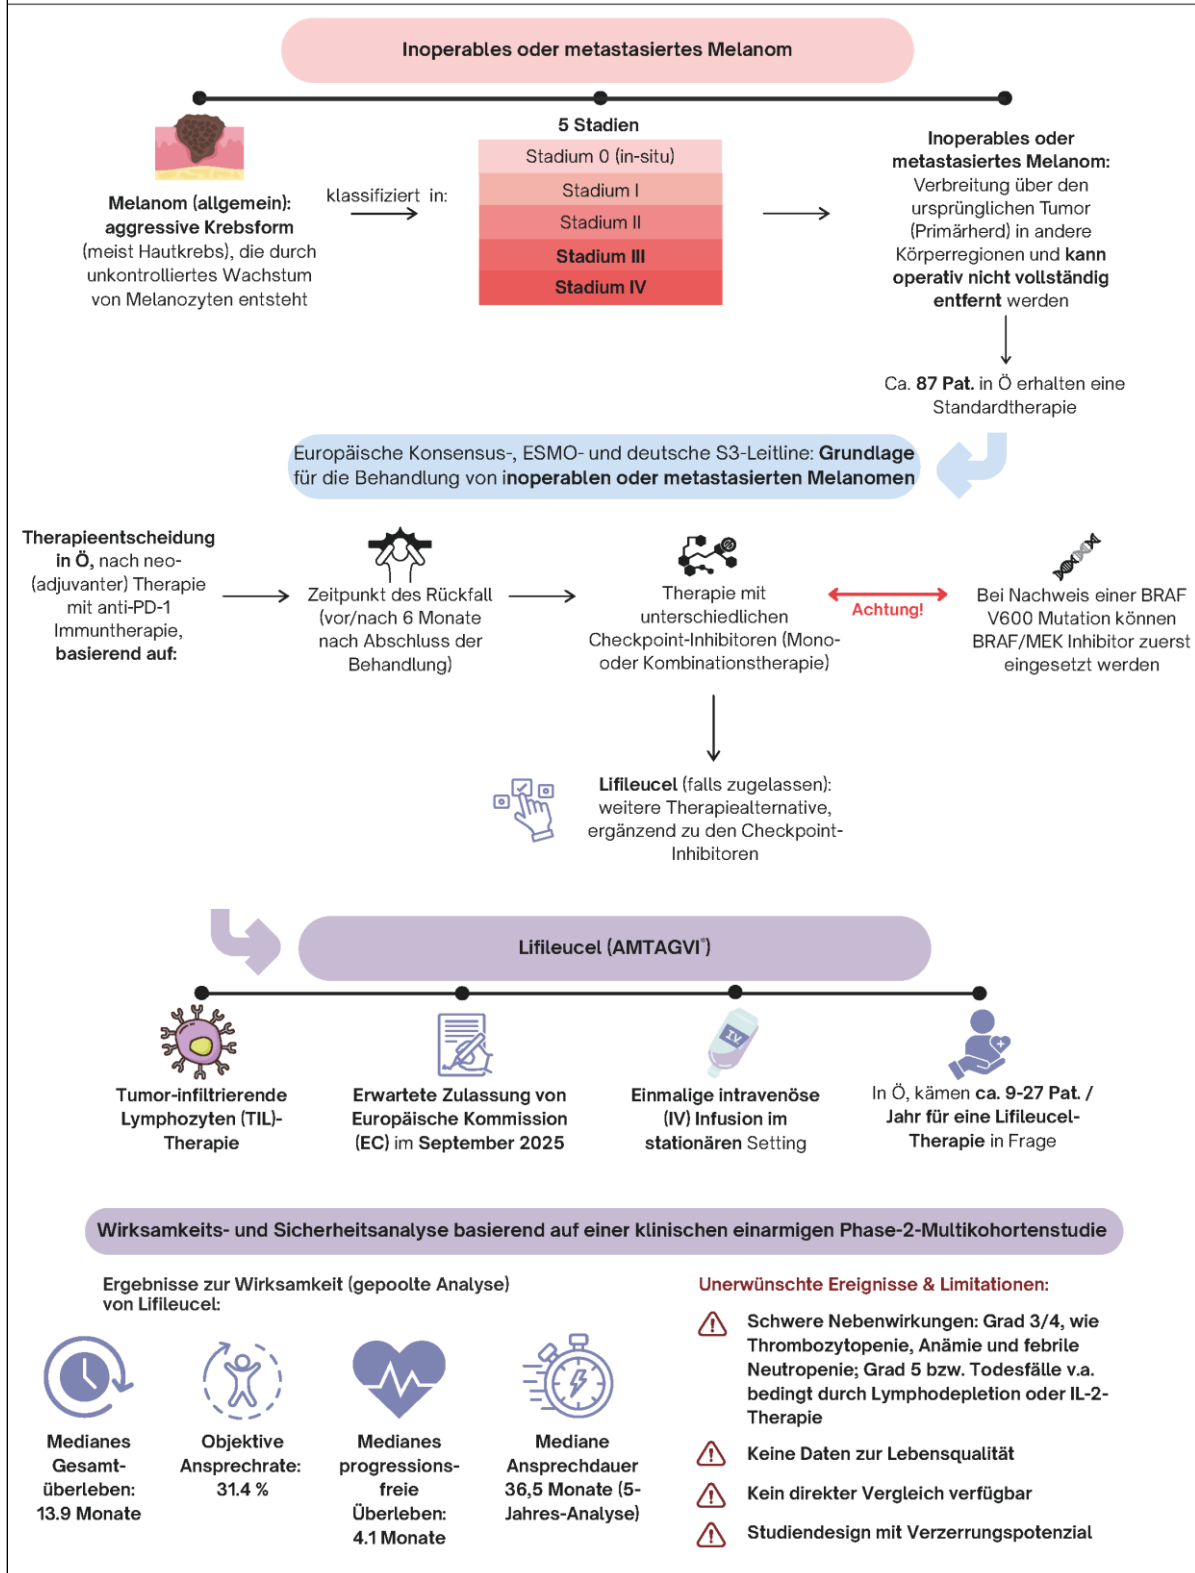 Inoperables oder metastasiertes Melanom
Melanom (allgemein):
aggressive Krebsform
(meist Hautkrebs), die durch
unkontrolliertes Wachstum
von Melanozyten entsteht
klassifiziert in:
5 Stadien
Stadium 0 (in-situ)
Stadium I
Stadium II
Stadium III
Stadium IV
Inoperables oder
metastasiertes Melanom:
Verbreitung über den
ursprünglichen Tumor
(Primärherd) in andere
Körperregionen und kann
operativ nicht vollständig
entfernt werden
Ca. 87 Pat. in Ö erhalten eine
Standardtherapie
Europäische Konsensus-, ESMO- und deutsche S3-Leitline: Grundlage
für die Behandlung von inoperablen oder metastasierten Melanomen
Therapieentscheidung
in Ö, nach neo-
(adjuvanter) Therapie
mit anti-PD-1
Immuntherapie,
basierend auf:
Zeitpunkt des Rückfall
(vor/nach 6 Monate
nach Abschluss der
Behandlung)
Therapie mit
unterschiedlichen
Checkpoint-Inhibitoren (Mono-
oder Kombinationstherapie)
Achtung!
Bei Nachweis einer BRAF
V600 Mutation können
BRAF/MEK Inhibitor zuerst
eingesetzt werden
Lifileucel (falls zugelassen):
weitere Therapiealternative,
ergänzend zu den Checkpoint-
Inhibitoren
Lifileucel (AMTAGVI®)
Tumor-infiltrierende
Lymphozyten (TIL)-
Therapie
Erwartete Zulassung von
Europäische Kommission
(EC) im September 2025
IV
Einmalige intravenöse
(IV) Infusion im
stationären Setting
In Ö, kämen ca. 9-27 Pat. /
Jahr für eine Lifileucel-
Therapie in Frage
Wirksamkeits- und Sicherheitsanalyse basierend auf einer klinischen einarmigen Phase-2-Multikohortenstudie
Ergebnisse zur Wirksamkeit (gepoolte Analyse)
von Lifileucel:
Medianes
Gesamt-
überleben:
13.9 Monate
Objektive
Ansprechrate:
31.4 %
Medianes
progressions-
freie
Überleben:
4.1 Monate
Mediane
Ansprechdauer
36,5 Monate (5-
Jahres-Analyse)
Unerwünschte Ereignisse & Limitationen:
Schwere Nebenwirkungen: Grad 3/4, wie
Thrombozytopenie, Anämie und febrile
Neutropenie; Grad 5 bzw. Todesfälle v.a.
bedingt durch Lymphodepletion oder IL-2-
Therapie
Keine Daten zur Lebensqualität
Kein direkter Vergleich verfügbar
Studiendesign mit Verzerrungspotenzial